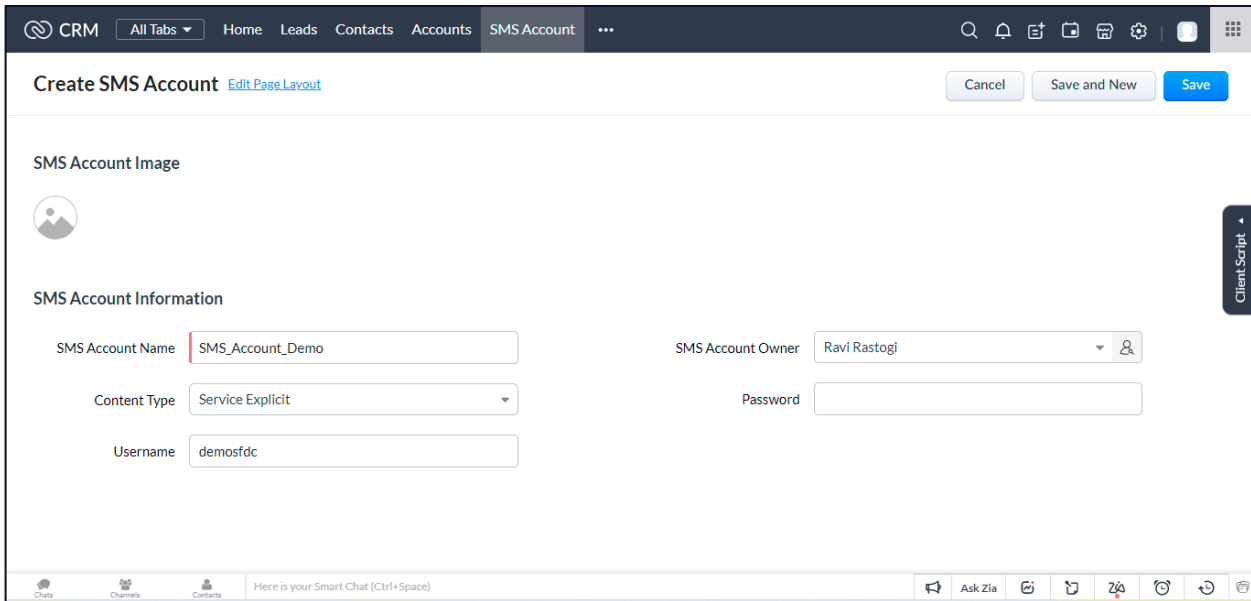 CRM All Tabs Home Leads Contacts Accounts SMS Account
Create SMS Account Edit Page Layout Cancel Save and New Save
SMS Account Image
Client Script
SMS Account Information
SMS Account Name SMS_Account_Demo SMS Account Owner Ravi Rastogi
Content Type Service Explicit Password
Username demosfdc
Chats Channels Contacts Here is your Smart Chat (Ctrl+Space) Ask Zia